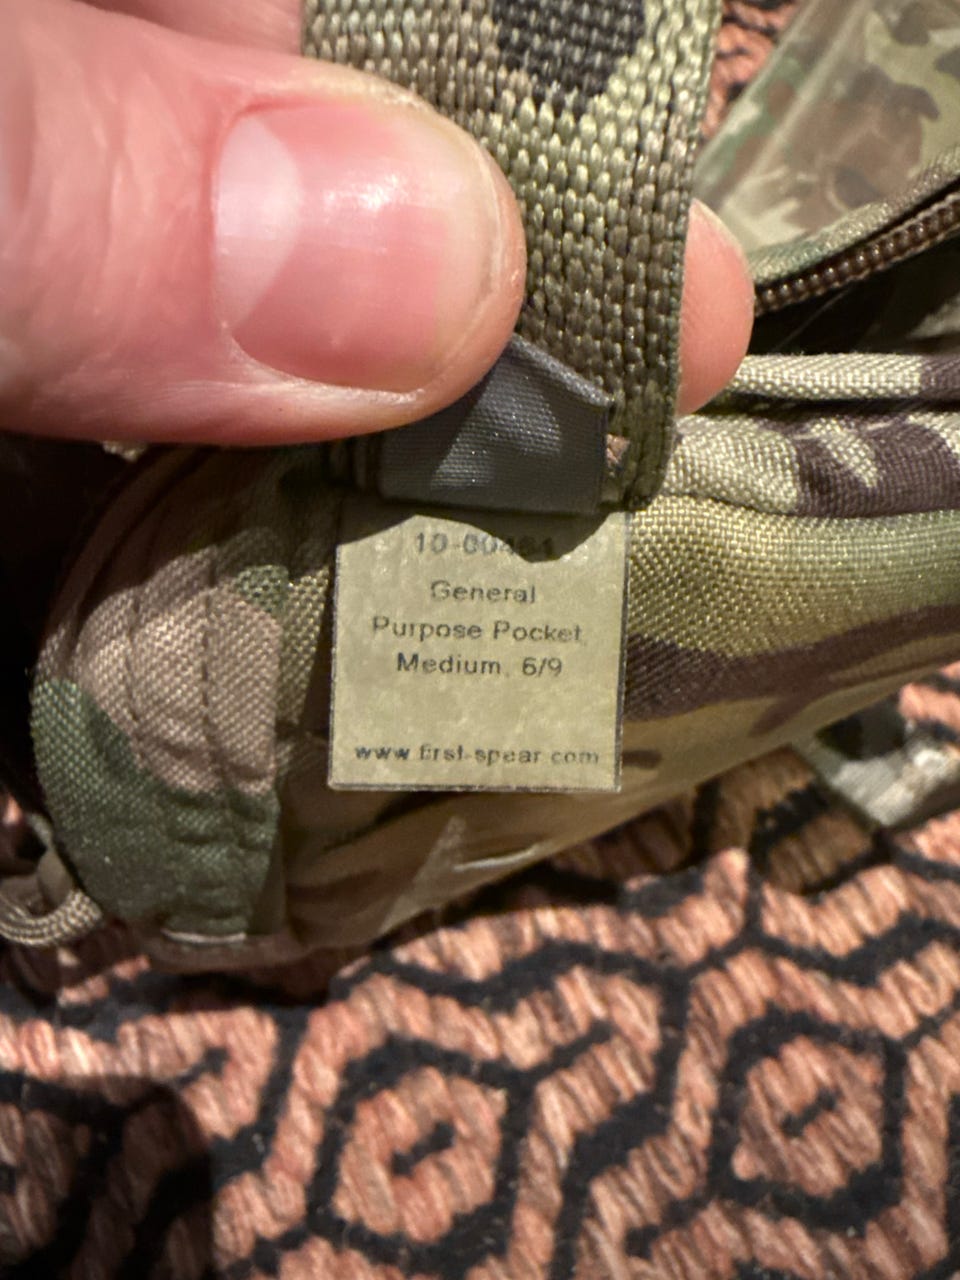 General
Purpose Pocket,
Medium, 6/9
www.first-spear.com